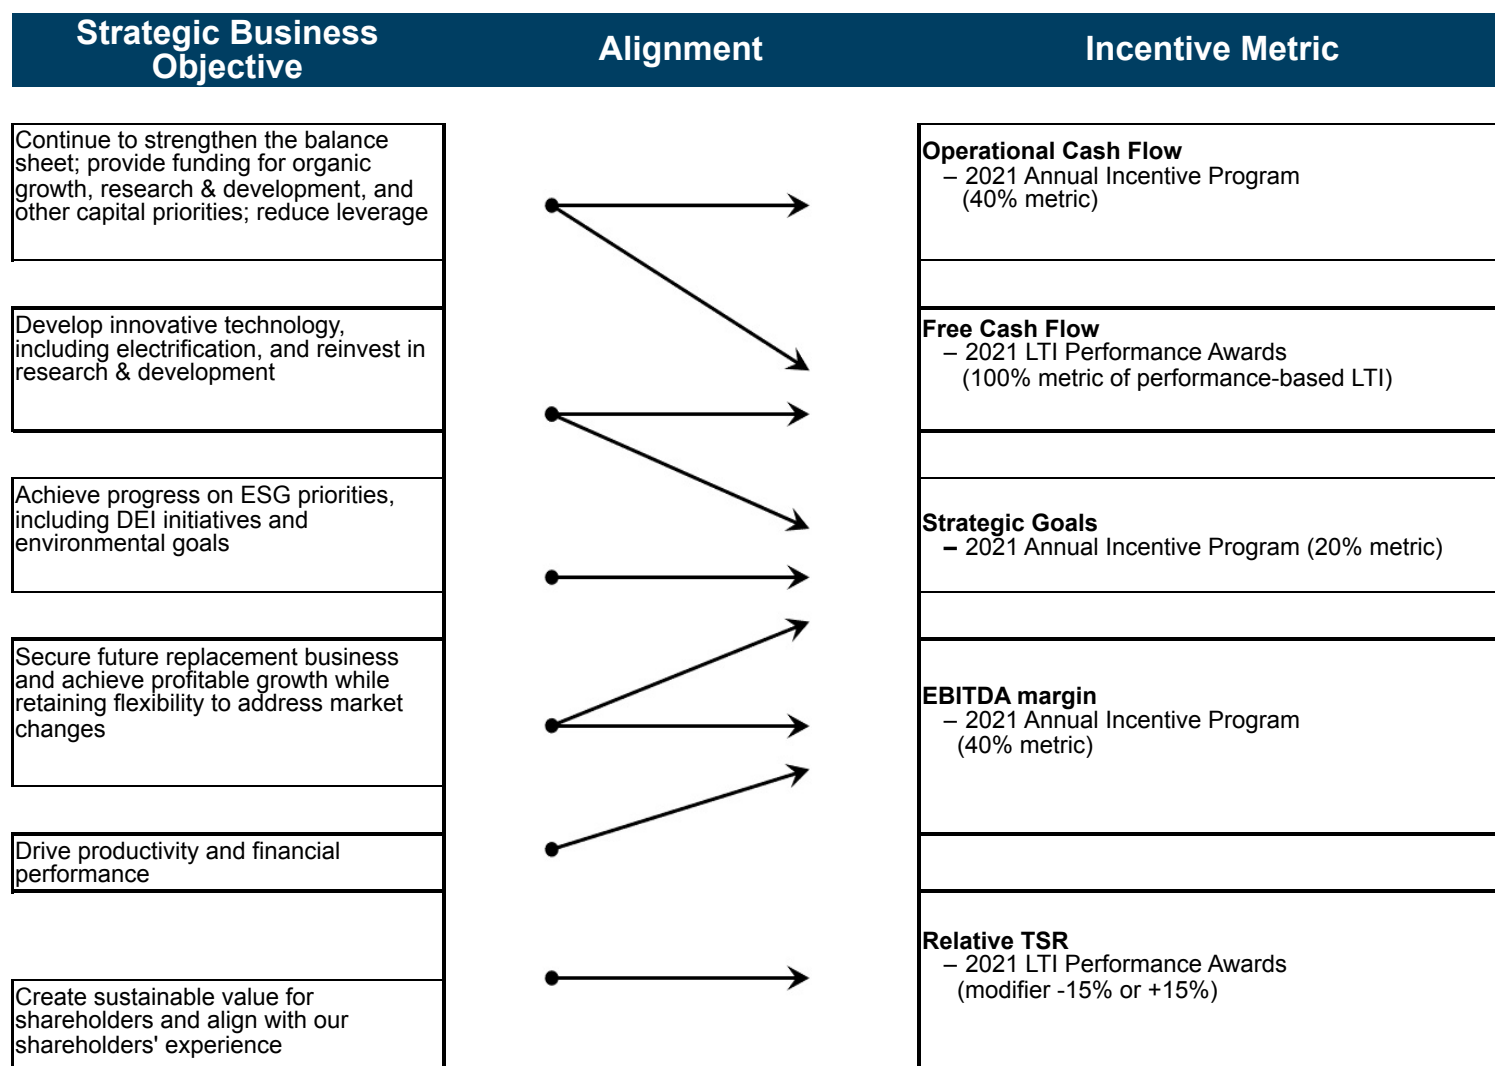 Strategic Business
Objective
Alignment
Incentive Metric
Continue to strengthen the balance
sheet; provide funding for organic
growth, research & development, and
other capital priorities; reduce leverage
Operational Cash Flow
– 2021 Annual Incentive Program
(40% metric)
Develop innovative technology,
including electrification, and reinvest in
research & development
Free Cash Flow
– 2021 LTI Performance Awards
(100% metric of performance-based LTI)
Achieve progress on ESG priorities,
including DEI initiatives and
environmental goals
Strategic Goals
– 2021 Annual Incentive Program (20% metric)
Secure future replacement business
and achieve profitable growth while
retaining flexibility to address market
changes
EBITDA margin
– 2021 Annual Incentive Program
(40% metric)
Drive productivity and financial
performance
Relative TSR
– 2021 LTI Performance Awards
(modifier -15% or +15%)
Create sustainable value for
shareholders and align with our
shareholders' experience